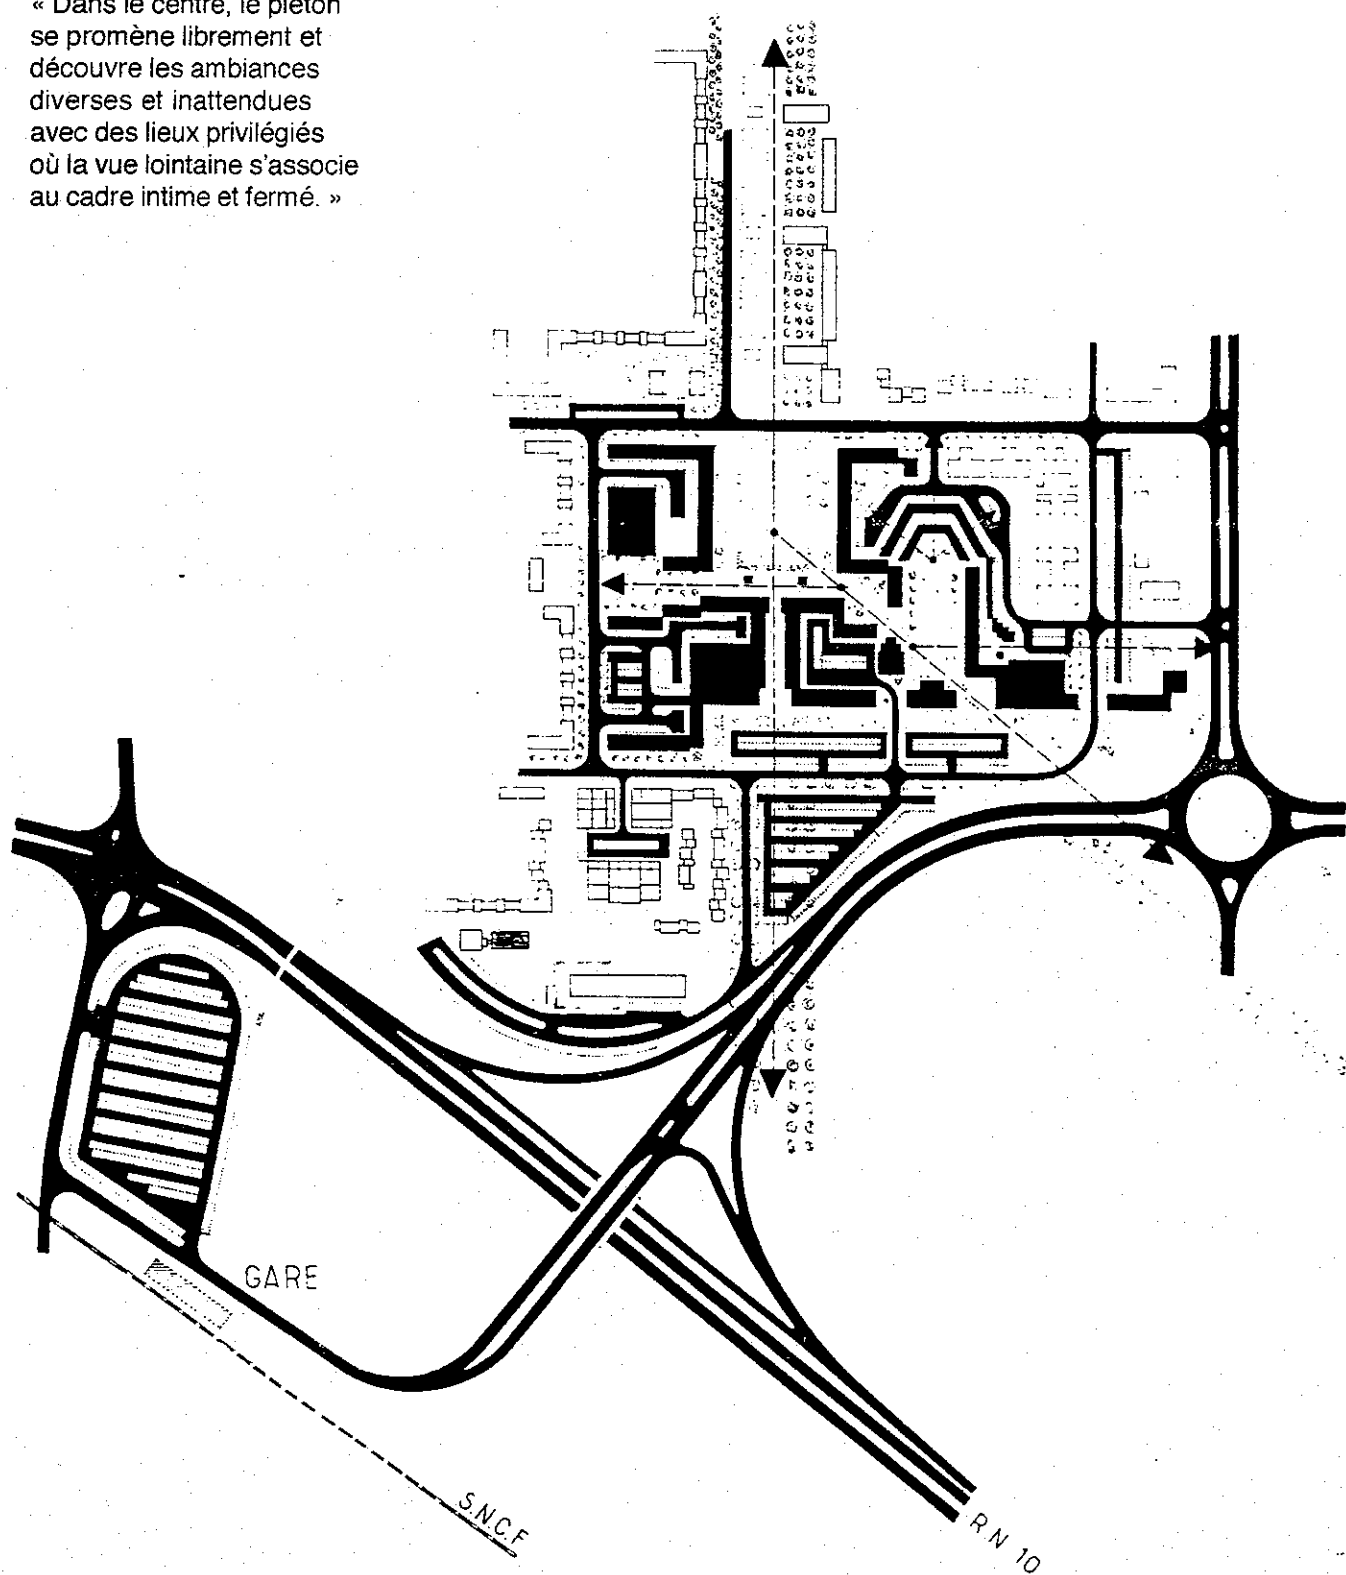 « Dans le centre, le piéton
se promène librement et
découvre les ambiances
diverses et inattendues
avec des lieux privilégiés
où la vue lointaine s'associe
au cadre intime et fermé. »
GARE
S.N.C.F
R.N 10